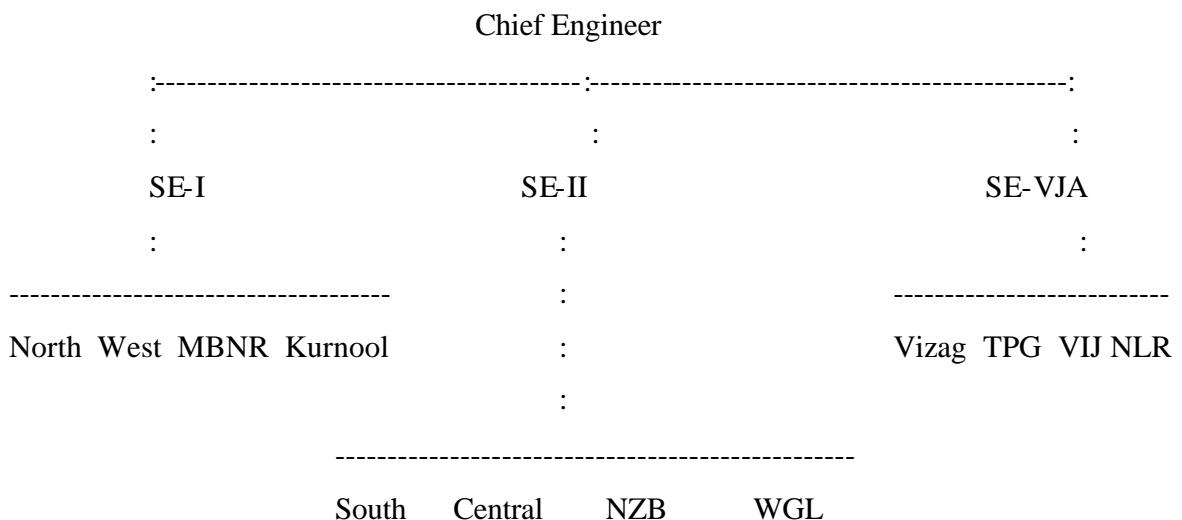 Chief Engineer
:-----------------------------------------:----------------------------------------------:
: : :
SE-I SE-II SE-VJA
: : :
------------------------------------- : ---------------------------
North West MBNR Kurnool : Vizag TPG VIJ NLR
:
--------------------------------------------------
South Central NZB WGL